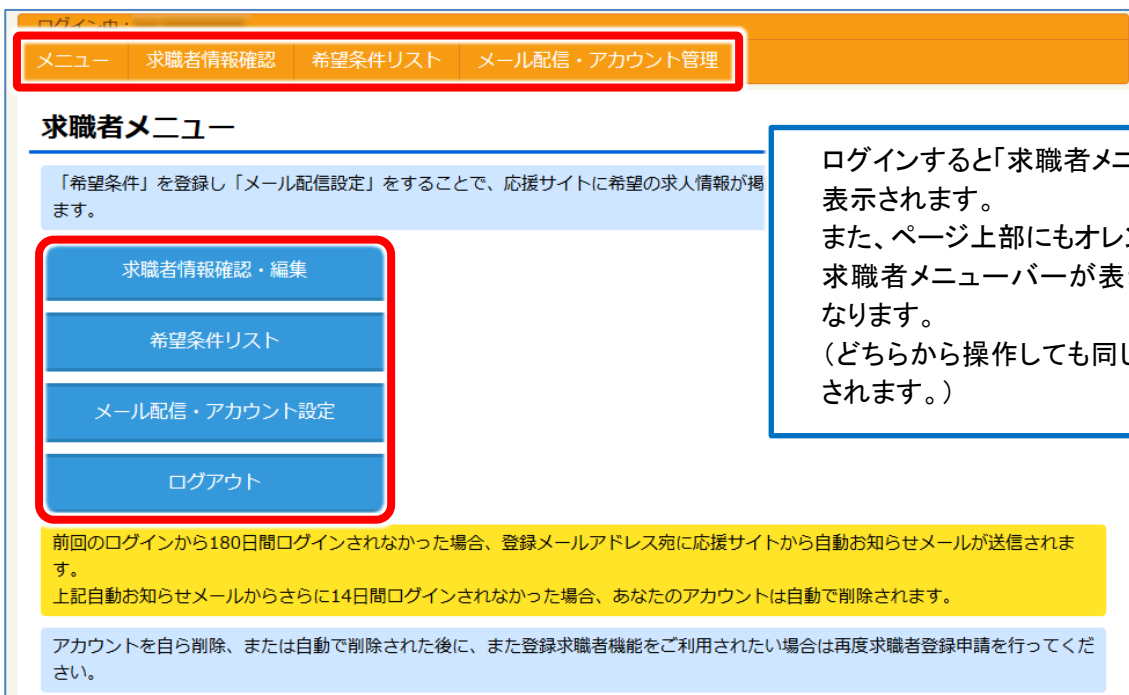 ログイン中：
メニュー 求職者情報確認 希望条件リスト メール配信・アカウント管理
求職者メニュー
「希望条件」を登録し「メール配信設定」をすることで、応援サイトに希望の求人情報が掲
ます。
求職者情報確認・編集
希望条件リスト
メール配信・アカウント設定
ログアウト
ログインすると「求職者メニ
表示されます。
また、ページ上部にもオレン
求職者メニューバーが表
なります。
（どちらから操作しても同じ
されます。）
前回のログインから180日間ログインされなかった場合、登録メールアドレス宛に応援サイトから自動お知らせメールが送信されま
す。
上記自動お知らせメールからさらに14日間ログインされなかった場合、あなたのアカウントは自動で削除されます。
アカウントを自ら削除、または自動で削除された後に、また登録求職者機能をご利用されたい場合は再度求職者登録申請を行ってくだ
さい。